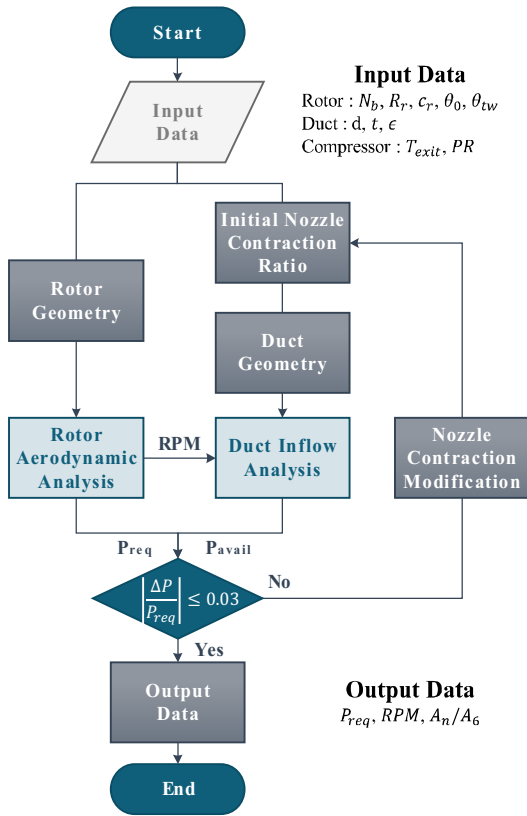 Start
Input
Data
Input Data
Rotor : N_b, R_r, c_r, θ_0, θ_tw
Duct : d, t, ϵ
Compressor : T_exit, PR
Initial Nozzle
Contraction
Ratio
Rotor
Geometry
Duct
Geometry
Rotor
Aerodynamic
Analysis
RPM
Duct Inflow
Analysis
Nozzle
Contraction
Modification
P_req
P_avail
|ΔP/P_req| ≤ 0.03
No
Yes
Output
Data
Output Data
P_req, RPM, A_n/A_6
End